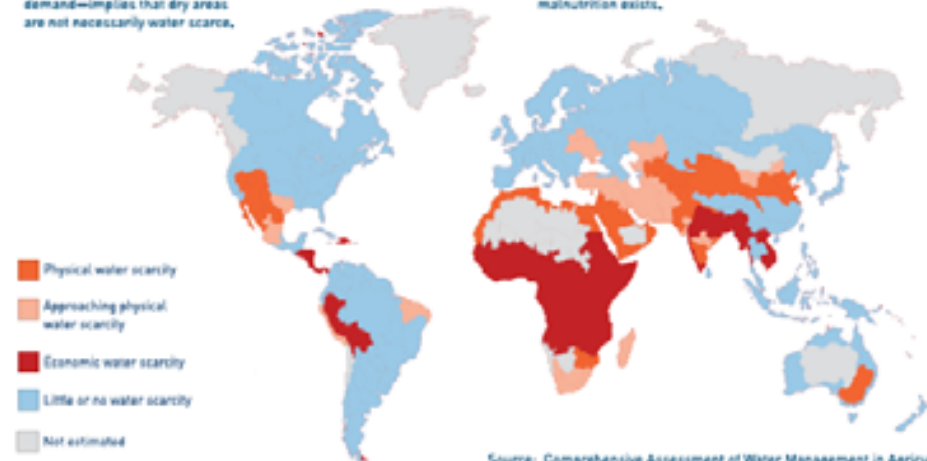 demand—implies that dry areas
are not necessarily water scarce.
malnutrition exists.
Physical water scarcity
Approaching physical
water scarcity
Economic water scarcity
Little or no water scarcity
Not estimated
Source: Comprehensive Assessment of Water Management in